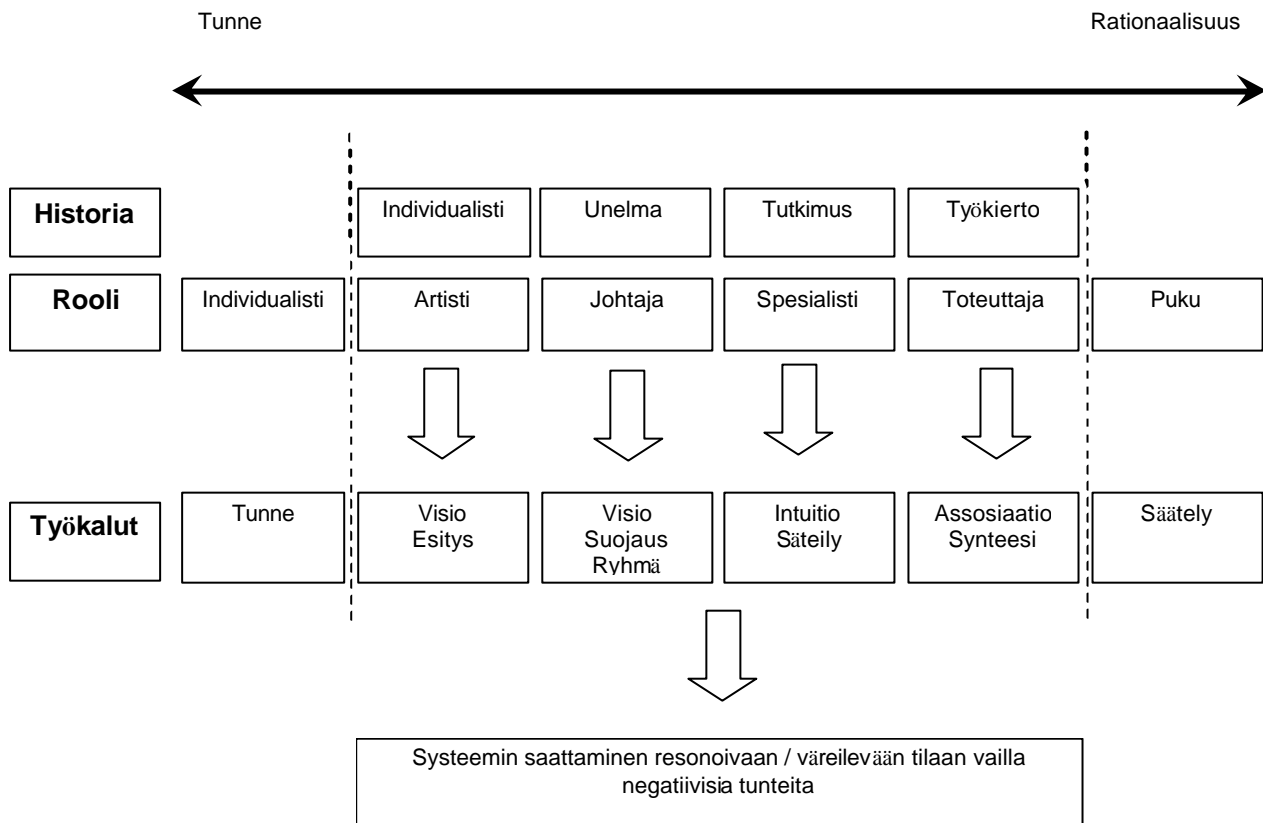 Tunne Rationaalisuus
Historia Individualisti Unelma Tutkimus Työkierto
Rooli Individualisti Artisti Johtaja Spesialisti Toteuttaja Puku
Työkalut Tunne Visio Visio Intuitio Assosiaatio Säätely
Esitys Suojaus Säteily Synteesi
Ryhmä
Systeemin saattaminen resonoivaan / väreilevään tilaan vailla
negatiivisia tunteita